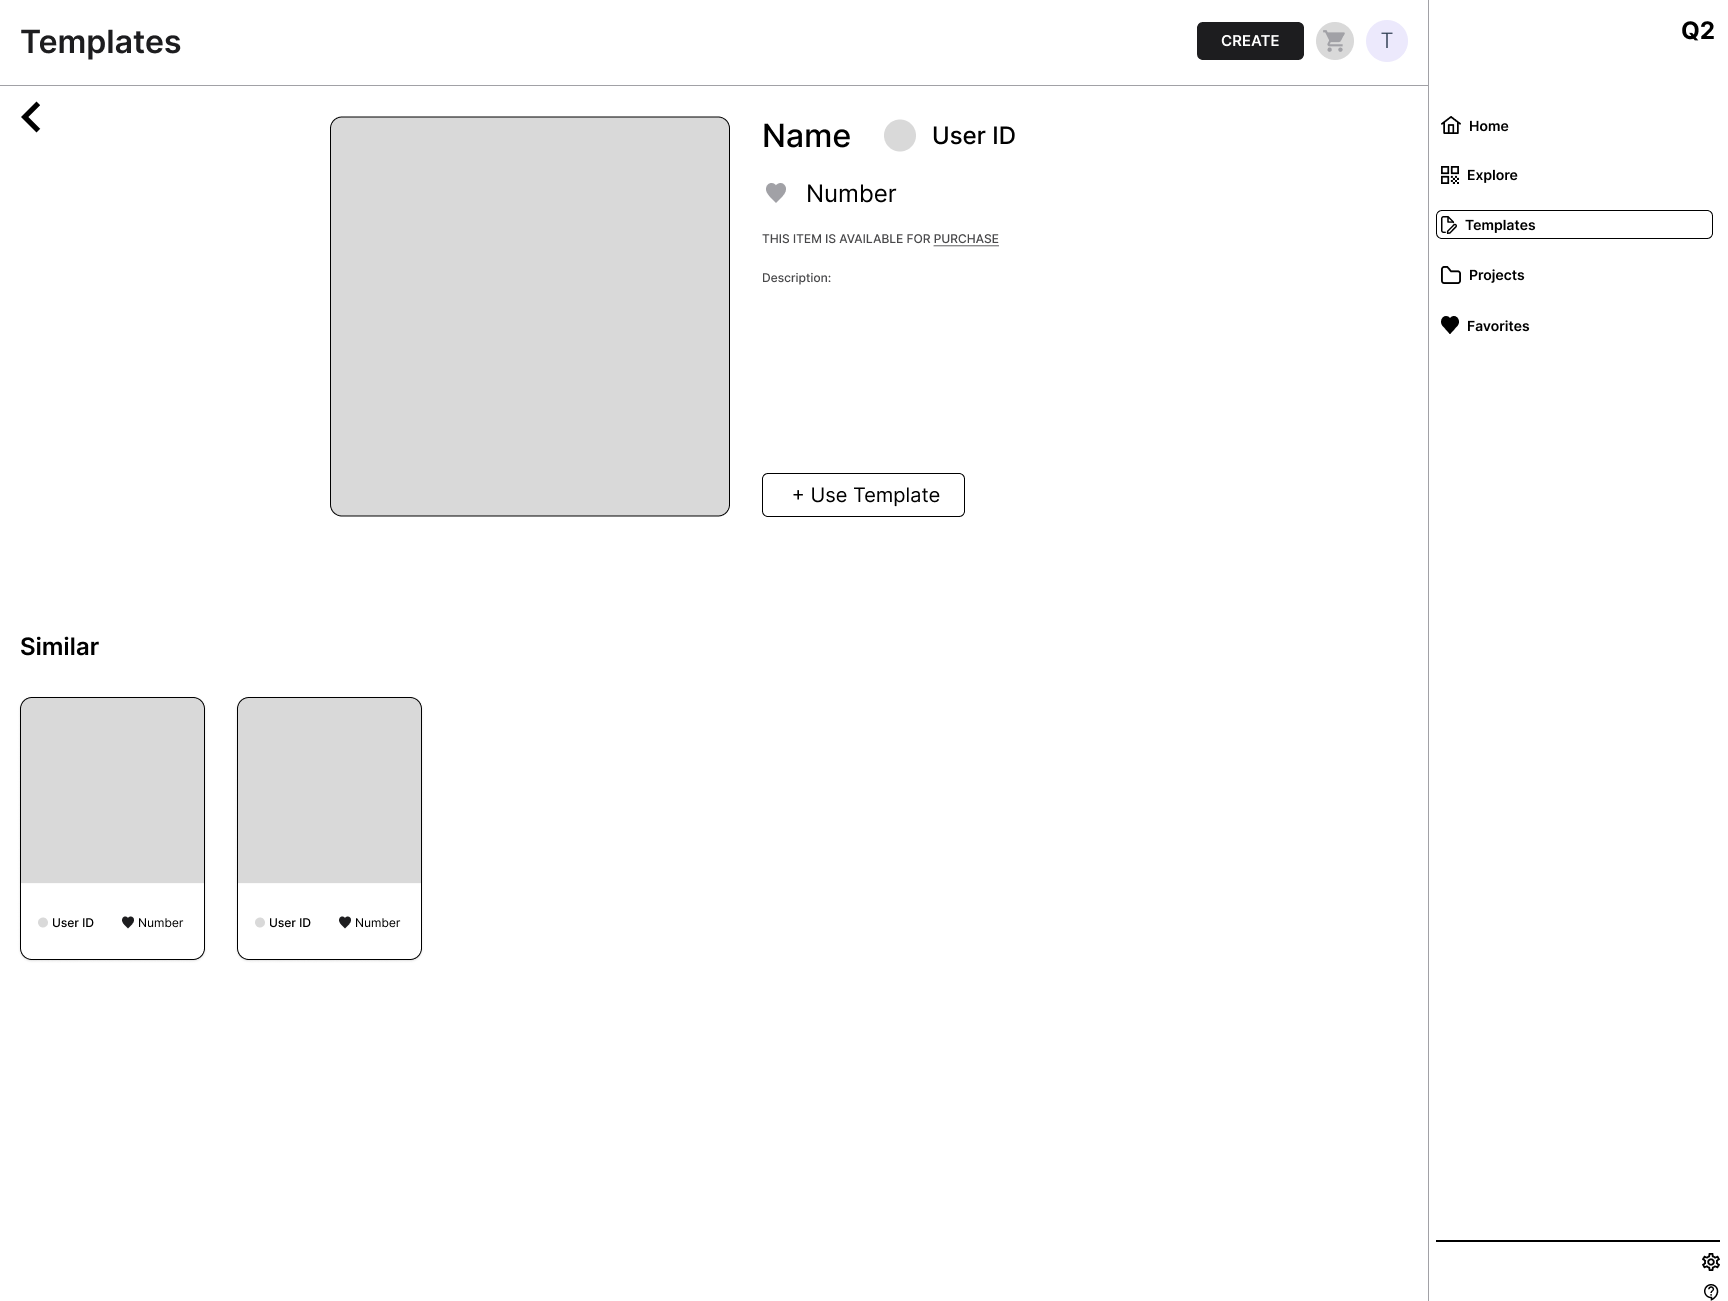 Templates
CREATE
T
Name
User ID
Number
THIS ITEM IS AVAILABLE FOR PURCHASE
Description:
+ Use Template
Similar
User ID
Number
User ID
Number
Q2
Home
Explore
Templates
Projects
Favorites